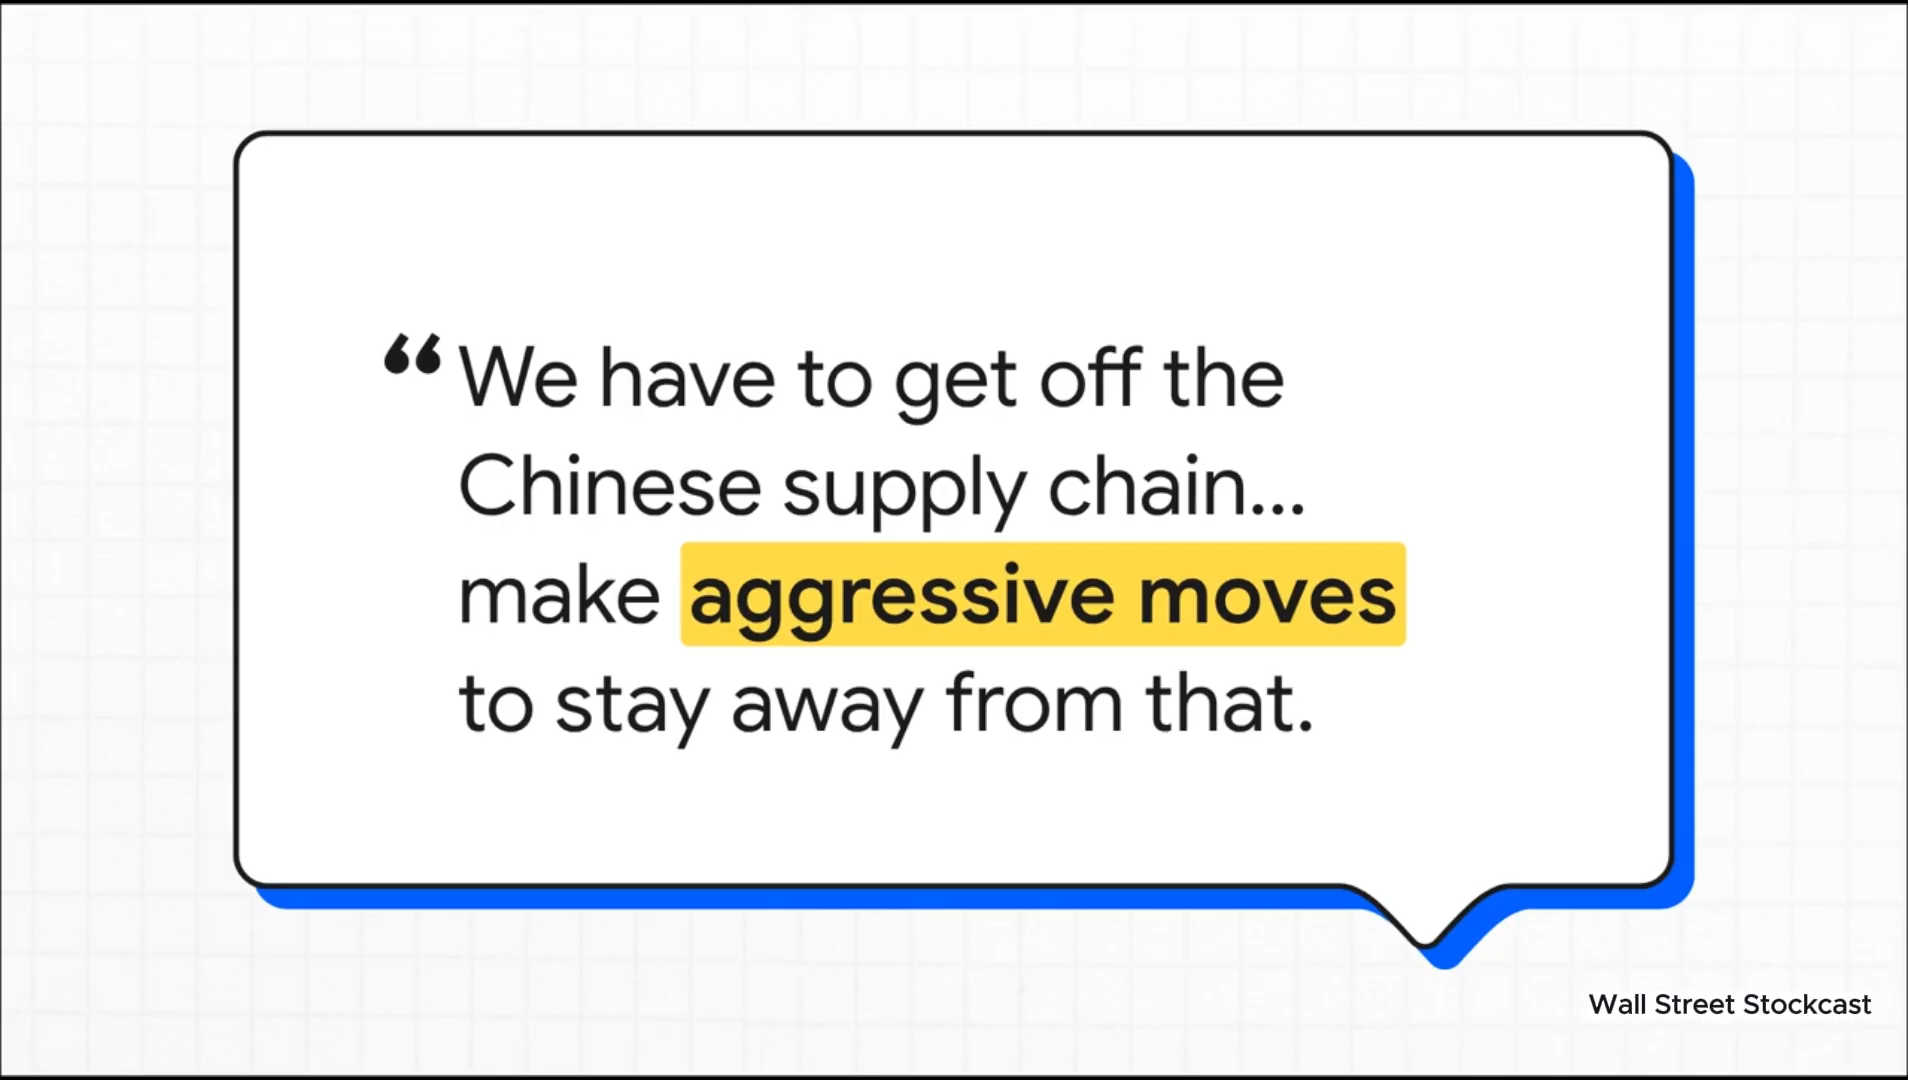 “We have to get off the
Chinese supply chain...
make aggressive moves
to stay away from that.
Wall Street Stockcast